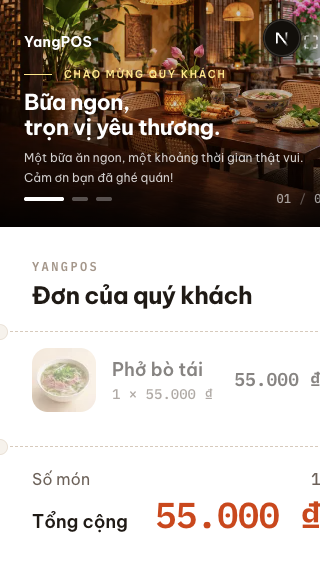 YangPOS
N
CHÀO MỪNG QUÝ KHÁCH
Bữa ngon,
trọn vị yêu thương.
Một bữa ăn ngon, một khoảng thời gian thật vui.
Cảm ơn bạn đã ghé quán!
01 / 0
YANGPOS
Đơn của quý khách
Phở bò tái
1 × 55.000 ₫
55.000 ₫
Số món
1
Tổng cộng
55.000 ₫